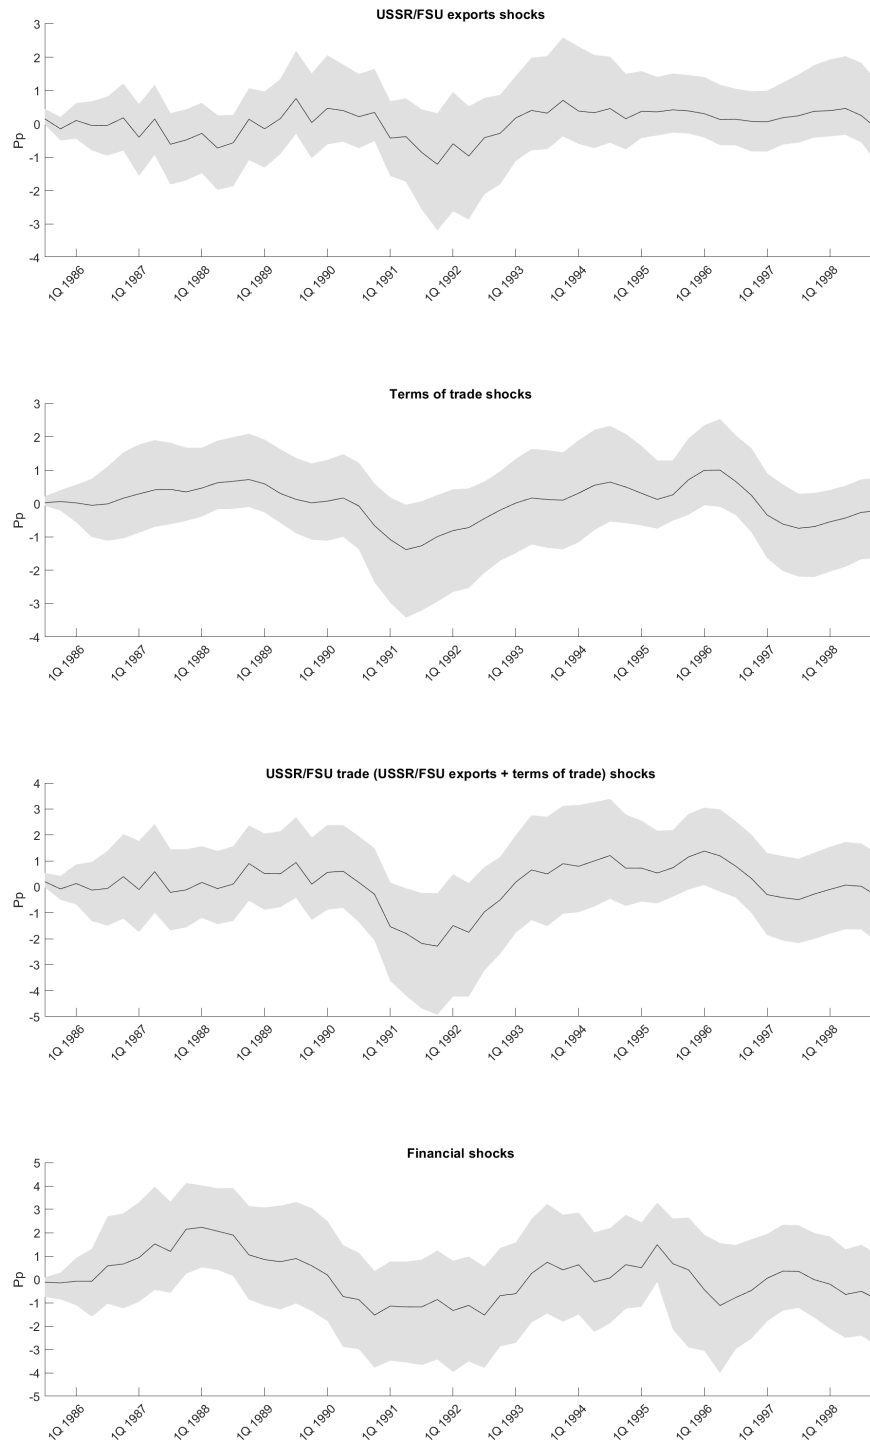 USSR/FSU exports shocks
3
2
1
0
-1
-2
-3
-4
Pp
1Q 1986
1Q 1987
1Q 1988
1Q 1989
1Q 1990
1Q 1991
1Q 1992
1Q 1993
1Q 1994
1Q 1995
1Q 1996
1Q 1997
1Q 1998
Terms of trade shocks
3
2
1
0
-1
-2
-3
-4
Pp
1Q 1986
1Q 1987
1Q 1988
1Q 1989
1Q 1990
1Q 1991
1Q 1992
1Q 1993
1Q 1994
1Q 1995
1Q 1996
1Q 1997
1Q 1998
USSR/FSU trade (USSR/FSU exports + terms of trade) shocks
4
3
2
1
0
-1
-2
-3
-4
-5
Pp
1Q 1986
1Q 1987
1Q 1988
1Q 1989
1Q 1990
1Q 1991
1Q 1992
1Q 1993
1Q 1994
1Q 1995
1Q 1996
1Q 1997
1Q 1998
Financial shocks
5
4
3
2
1
0
-1
-2
-3
-4
-5
Pp
1Q 1986
1Q 1987
1Q 1988
1Q 1989
1Q 1990
1Q 1991
1Q 1992
1Q 1993
1Q 1994
1Q 1995
1Q 1996
1Q 1997
1Q 1998